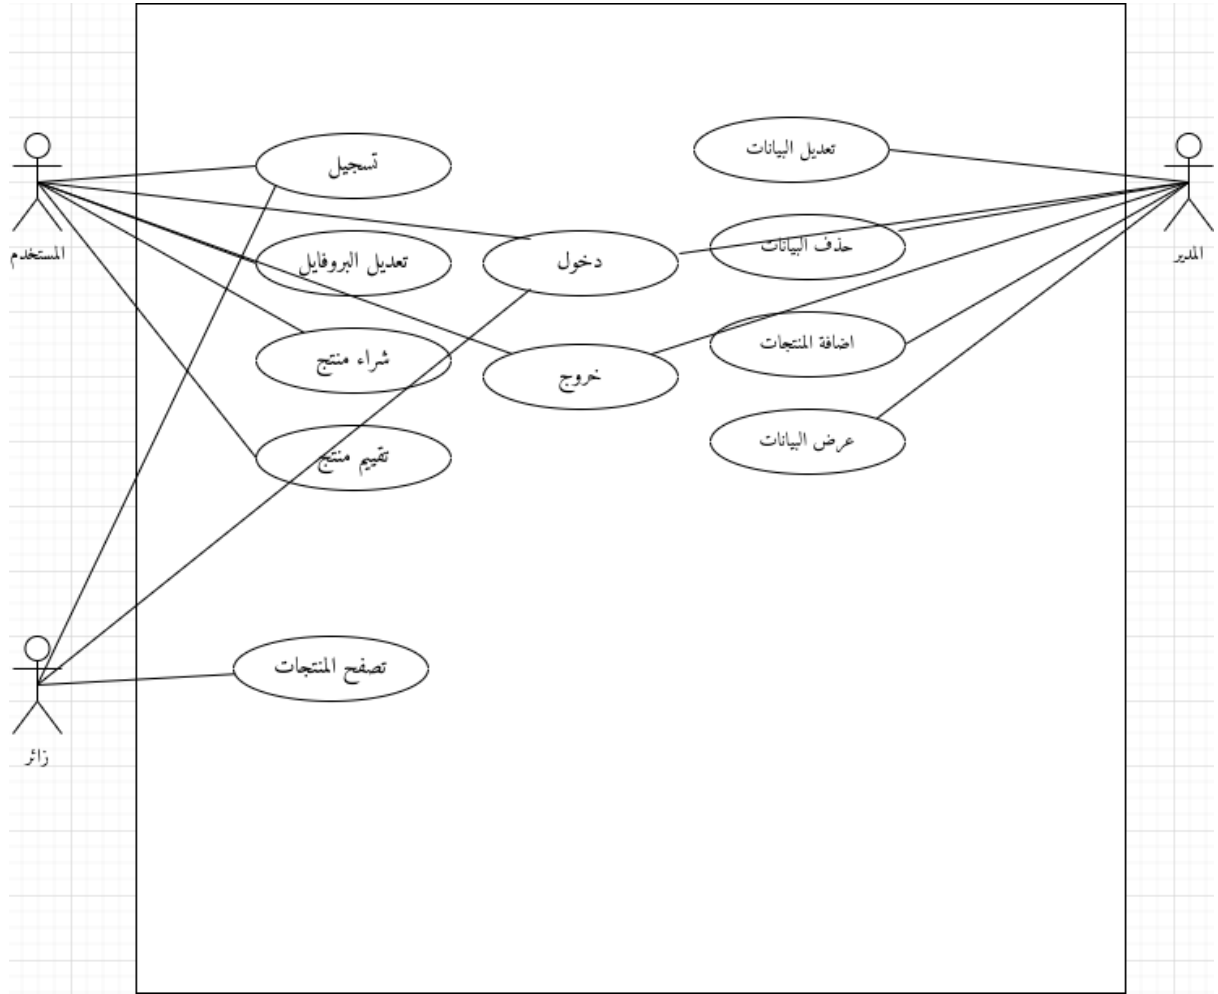 تسجيل
تعديل البيانات
المستخدم
المدير
تعديل البروفايل
دخول
حذف البيانات
شراء منتج
خروج
اضافة المنتجات
تقييم منتج
عرض البيانات
تصفح المنتجات
زائر